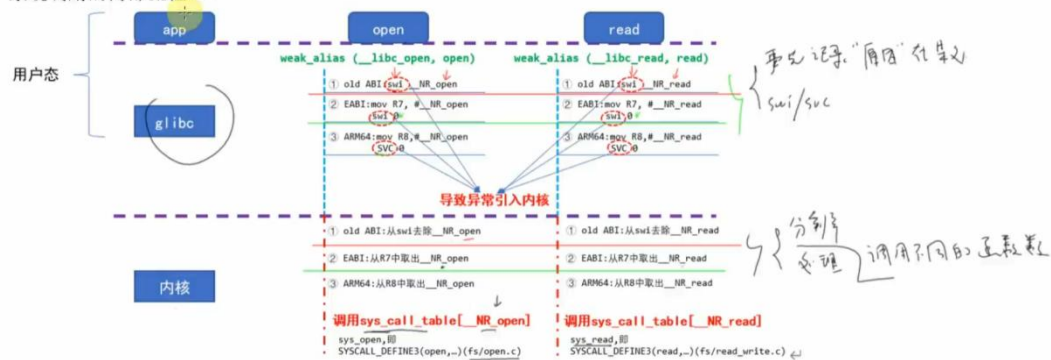 app
open
read
用户态
glibc
内核
weak_alias (__libc_open, open)
weak_alias (__libc_read, read)
① old ABI:swi __NR_open
① old ABI:swi __NR_read
② EABI:mov R7, #__NR_open
swi 0
② EABI:mov R7, #__NR_read
swi 0
③ ARM64:mov R8,#__NR_open
SVC 0
③ ARM64:mov R8,#__NR_read
SVC 0
swi/svc
导致异常引入内核
① old ABI:从swi去除__NR_open
① old ABI:从swi去除__NR_read
② EABI:从R7中取出__NR_open
② EABI:从R7中取出__NR_read
③ ARM64:从R8中取出__NR_open
③ ARM64:从R8中取出__NR_read
调用不同的函数
调用sys_call_table[__NR_open]
调用sys_call_table[__NR_read]
sys_open,即
SYSCALL_DEFINE3(open,…)(fs/open.c)
sys_read,即
SYSCALL_DEFINE3(read,…)(fs/read_write.c)